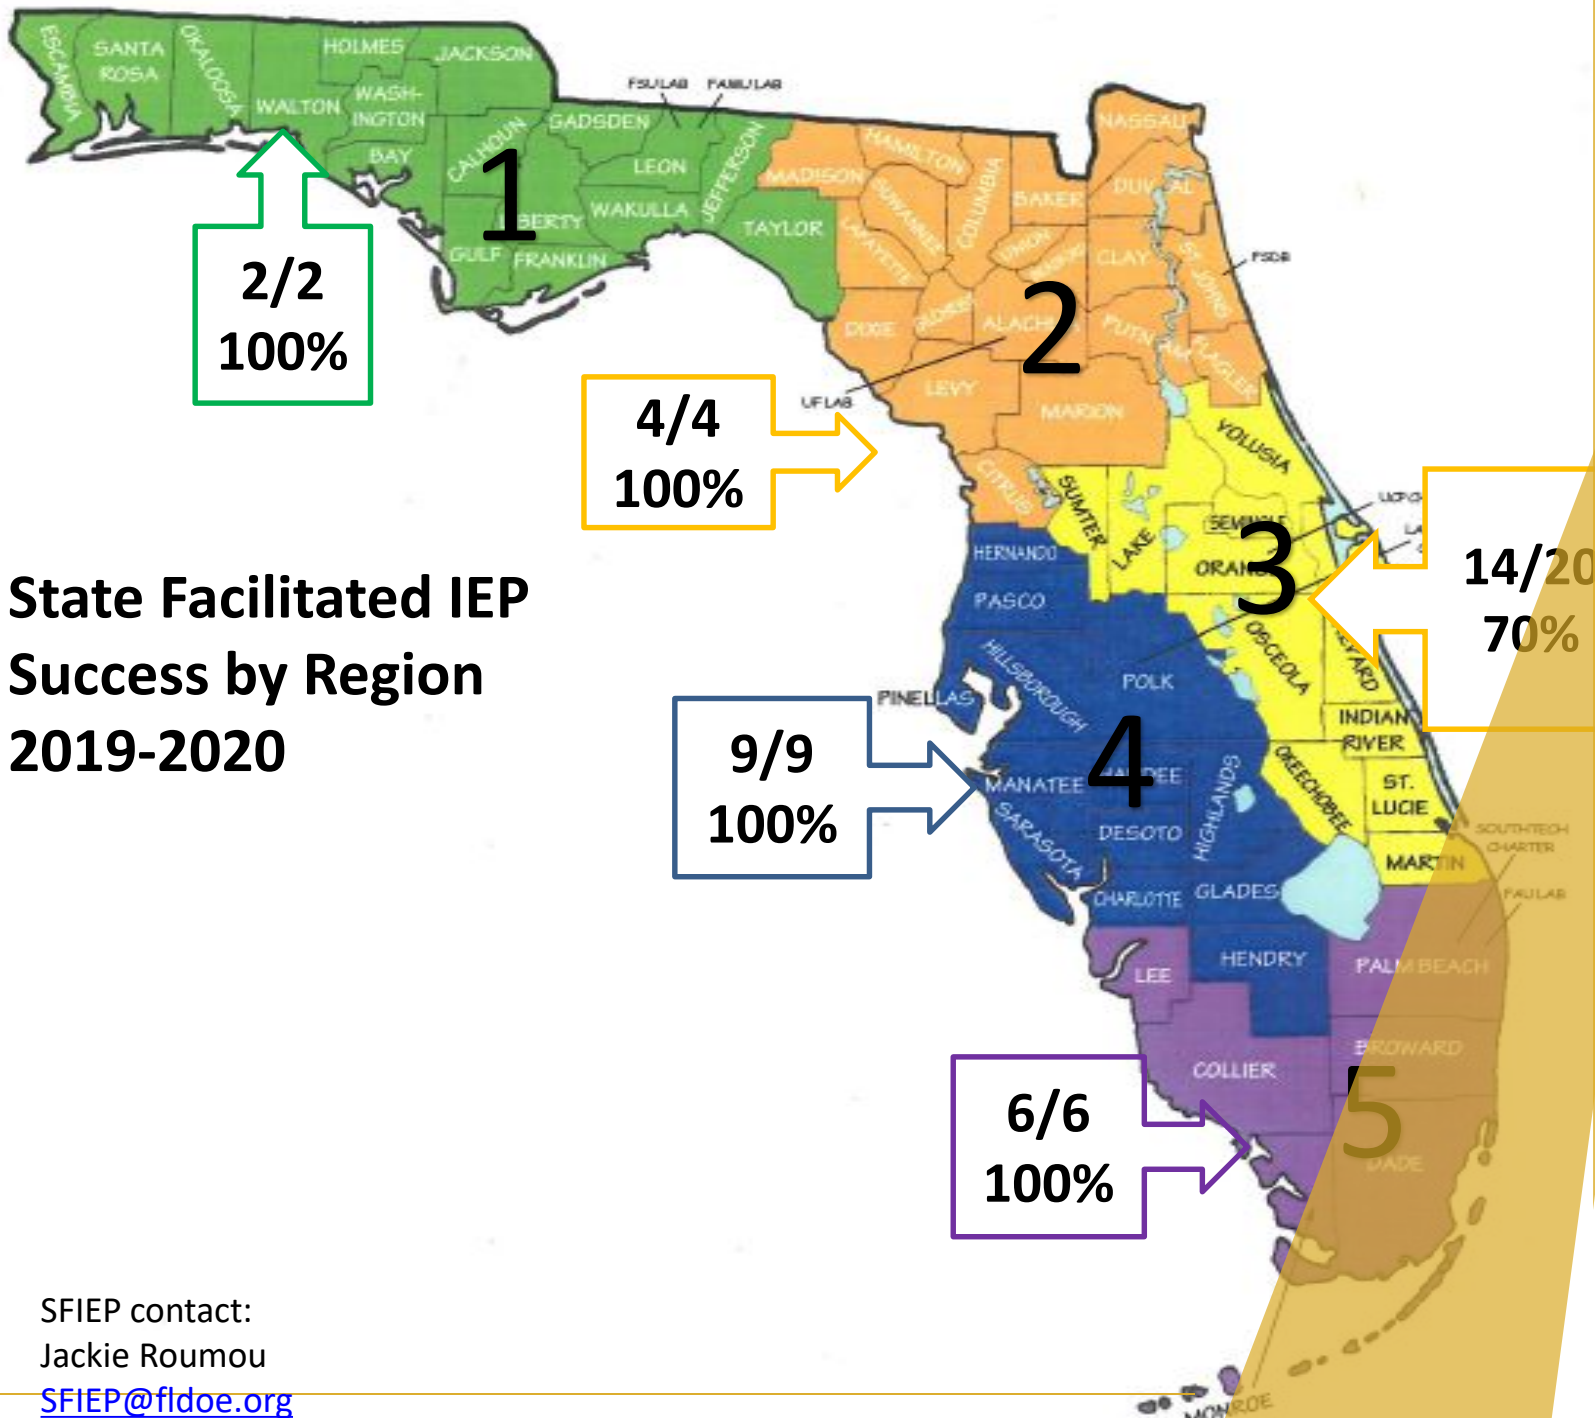 ESCAMBIA
SANTA
ROSA
OKALOOSA
WALTON
HOLMES
JACKSON
WASH-
INGTON
BAY
CALHOUN
1
GULF
FRANKLIN
GADSDEN
FSU LAB
FAMU LAB
LEON
WAKULLA
JEFFERSON
TAYLOR
MADISON
HAMILTON
SUWANNEE
LAFAYETTE
COLUMBIA
BAKER
NASSAU
DUVAL
UNION
CLAY
ST. JOHNS
FSDB
DIXIE
2
PUTNAM
FLAGLER
LEVY
UF LAB
MARION
CITRUS
2/2
100%
4/4
100%
SUMTER
LAKE
VOLUSIA
SEMINOLE
3
OSCEOLA
INDIAN
RIVER
OKEECHOBEE
ST.
LUCIE
MARTIN
14/20
70%
State Facilitated IEP
Success by Region
2019-2020
HERNANDO
PASCO
PINELLAS
HILLSBOROUGH
POLK
4
MANATEE
SARASOTA
DESOTO
HIGHLANDS
CHARLOTTE
GLADES
HENDRY
9/9
100%
SOUTHTECH
CHARTER
FAU LAB
LEE
PALM BEACH
COLLIER
BROWARD
5
DADE
MONROE
6/6
100%
SFIEP contact:
Jackie Roumou
SFIEP@fldoe.org